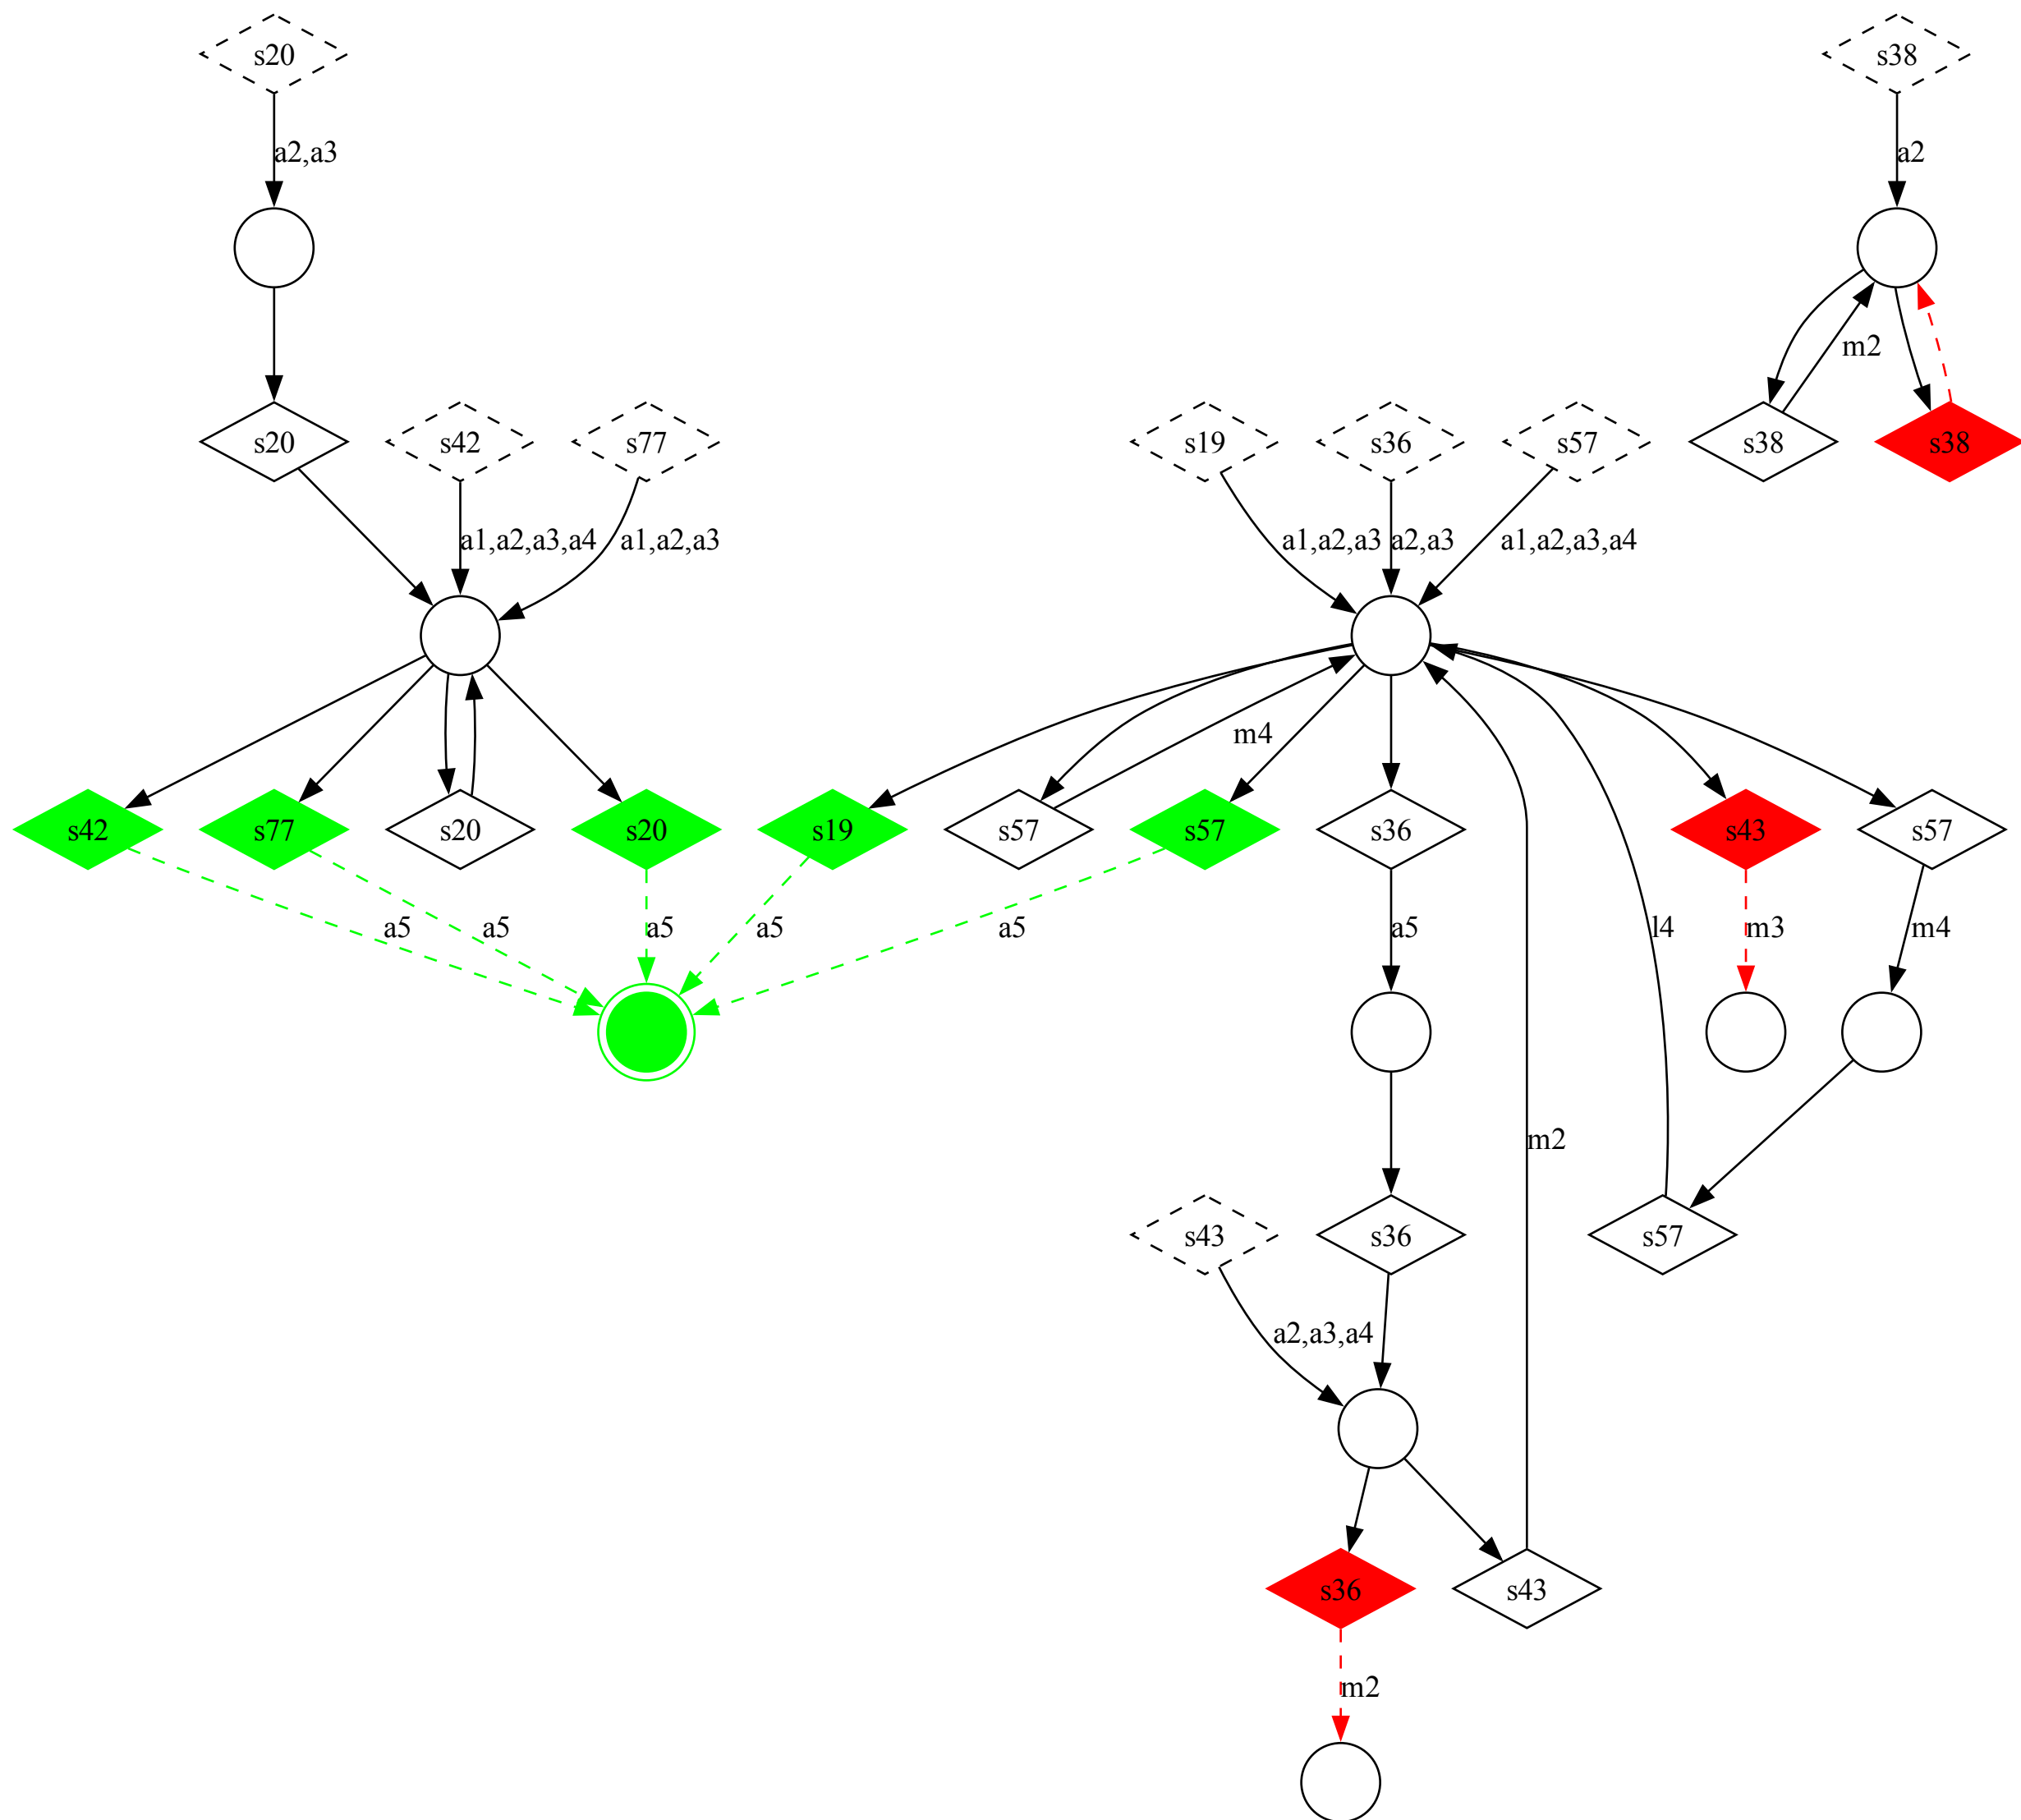 s20
s38
a2,a3
a2
m2
s20
s42
s77
s19
s36
s57
s38
s38
a1,a2,a3,a4
a1,a2,a3
a1,a2,a3
a2,a3
a1,a2,a3,a4
m4
s42
s77
s20
s20
s19
s57
s57
s36
s43
s57
a5
a5
a5
a5
a5
a5
l4
m3
m4
m2
s43
s36
s57
a2,a3,a4
s36
s43
m2